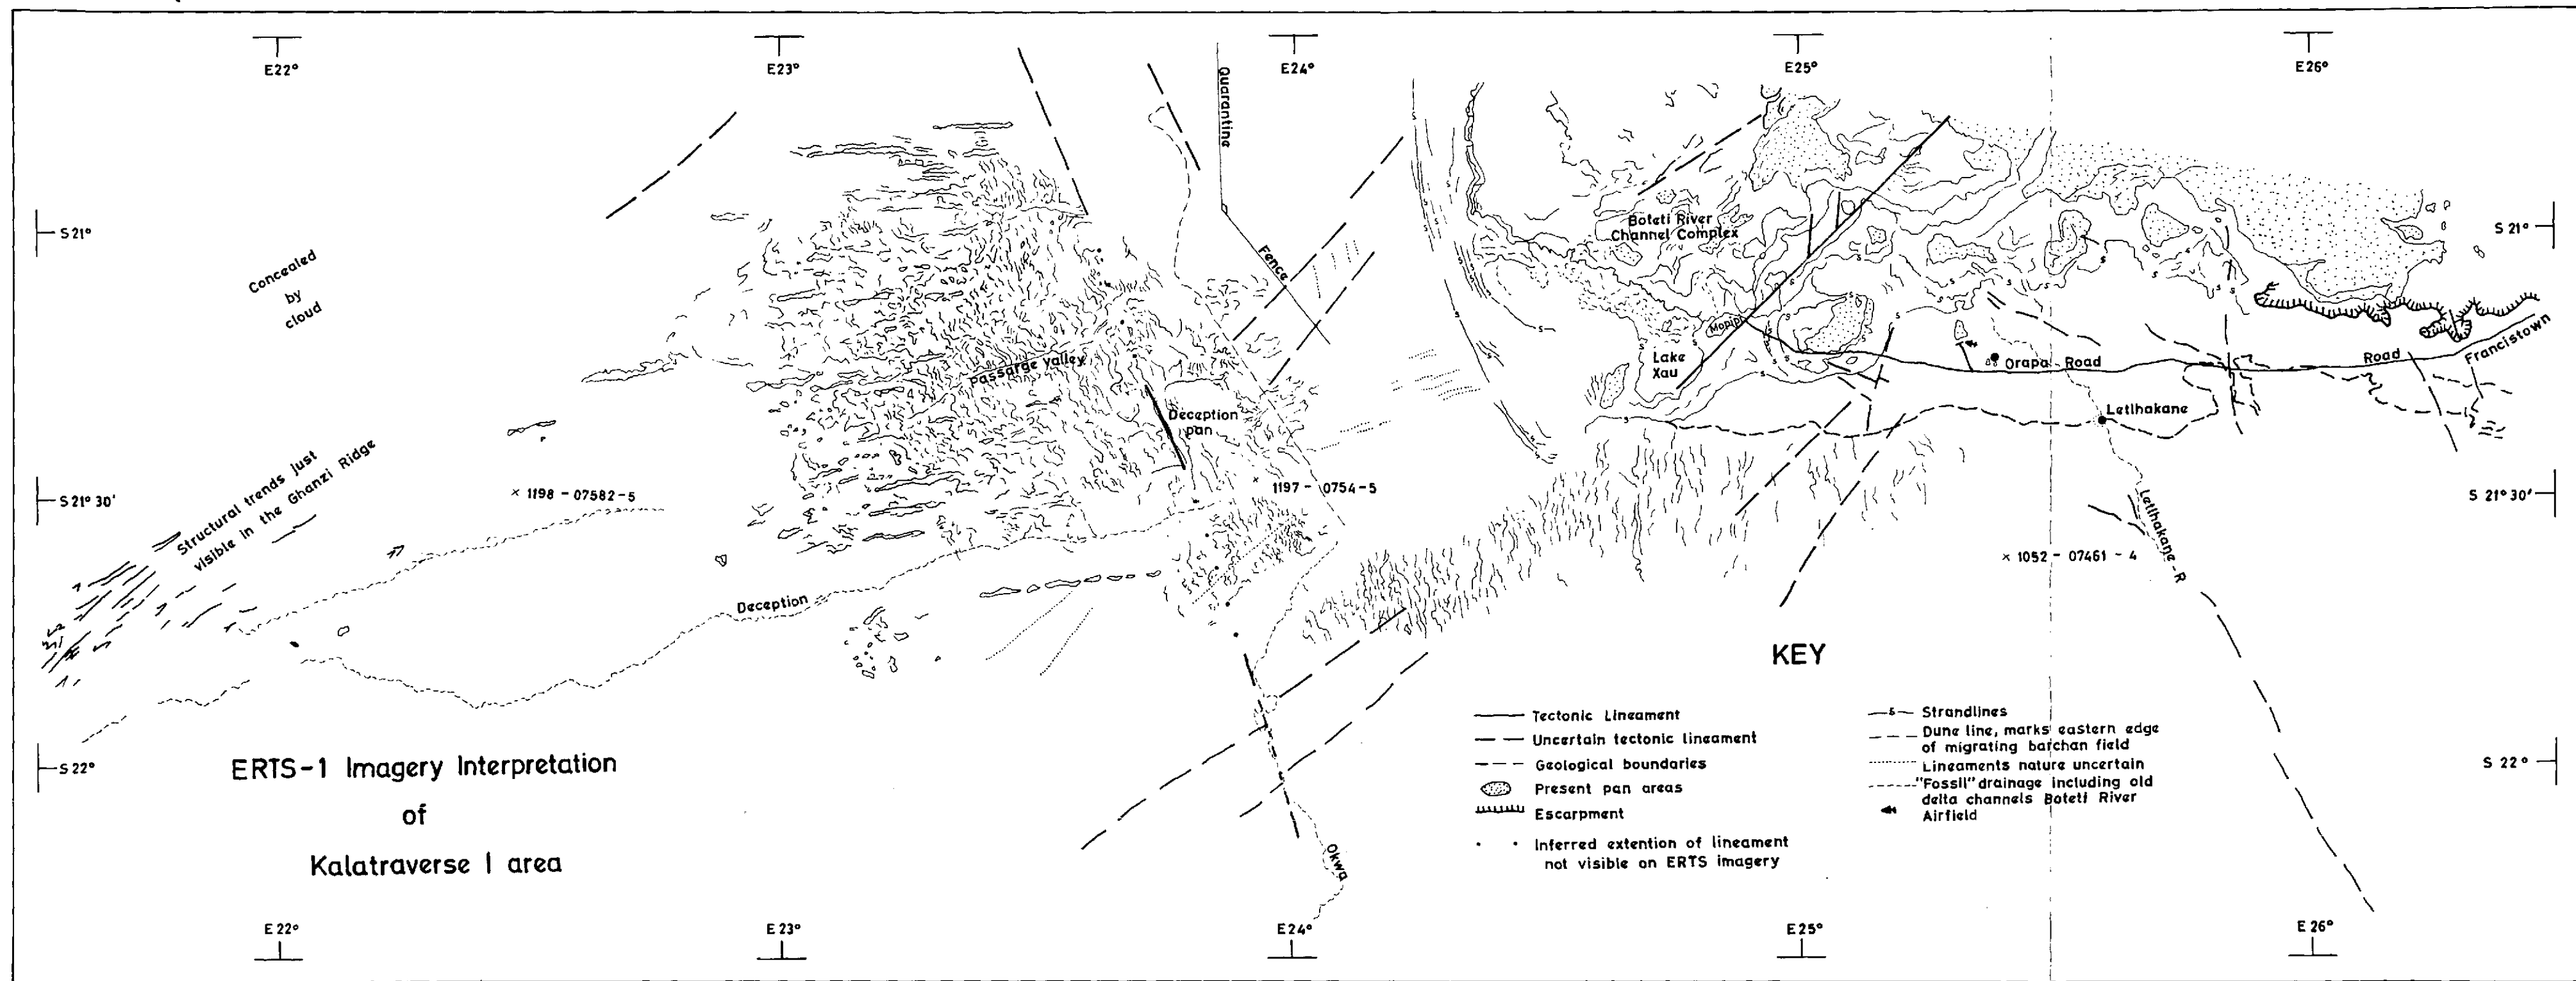 E22°
E23°
E24°
E25°
E26°
Quarantine
Fence
S 21°
S 21°
Concealed
by
cloud
Boteti River
Channel Complex
Mopipi
Lake
Xau
Passarge valley
Deception
pan
Orapa
Road
Road
Francistown
Letlhakane
Letlhakane-R
Structural trends just
visible in the Ghanzi Ridge
S 21° 30'
S 21° 30'
× 1198 - 07582-5
× 1197 - 0754-5
× 1052 - 07461 - 4
Deception
Okwa
S 22°
S 22°
ERTS-1 Imagery Interpretation
of
Kalatraverse 1 area
KEY
Tectonic Lineament
Uncertain tectonic lineament
Geological boundaries
Present pan areas
Escarpment
Inferred extention of lineament
not visible on ERTS imagery
s Strandlines
Dune line, marks eastern edge
of migrating barchan field
Lineaments nature uncertain
"Fossil" drainage including old
delta channels Boteti River
Airfield
E 22°
E 23°
E24°
E25°
E 26°